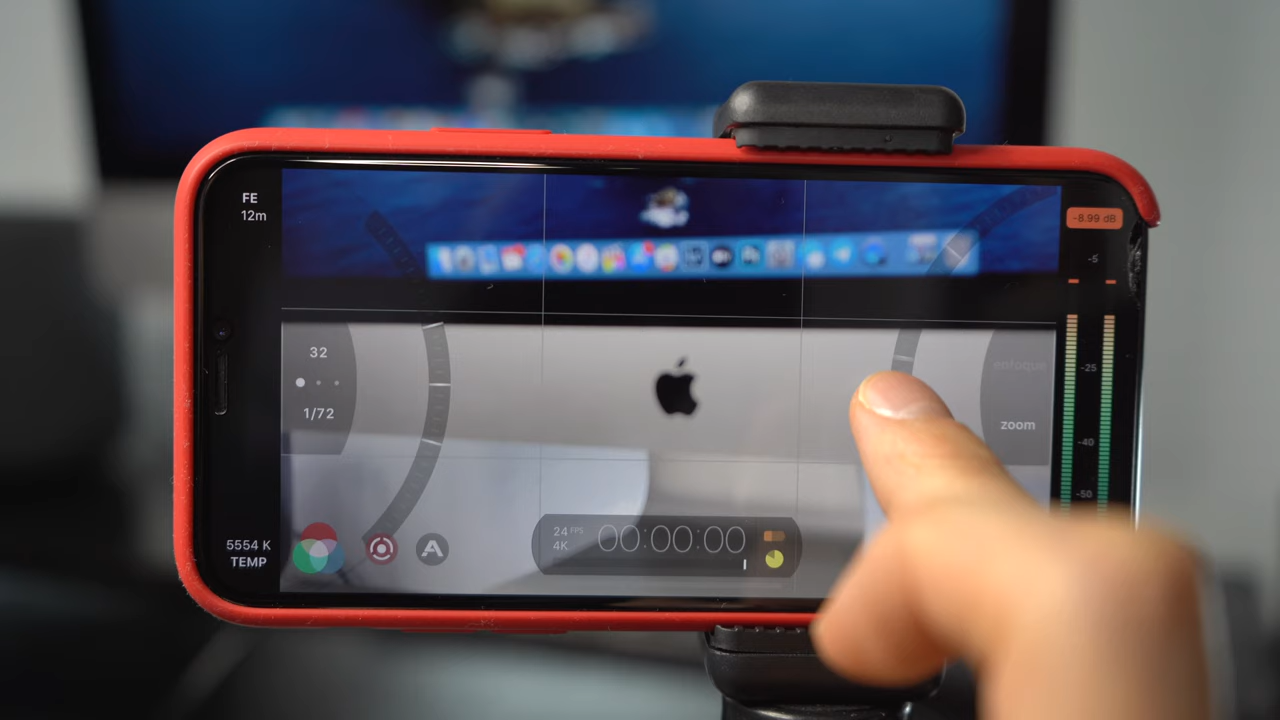 FE
12m
-8.99 dB
-5
32
1/72
-25
enfoque
zoom
-40
-50
24 FPS
4K
00:00:00
5554 K
TEMP
A